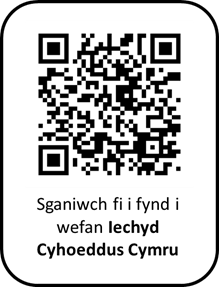 Sganiwch fi i fynd i
wefan Iechyd
Cyhoeddus Cymru